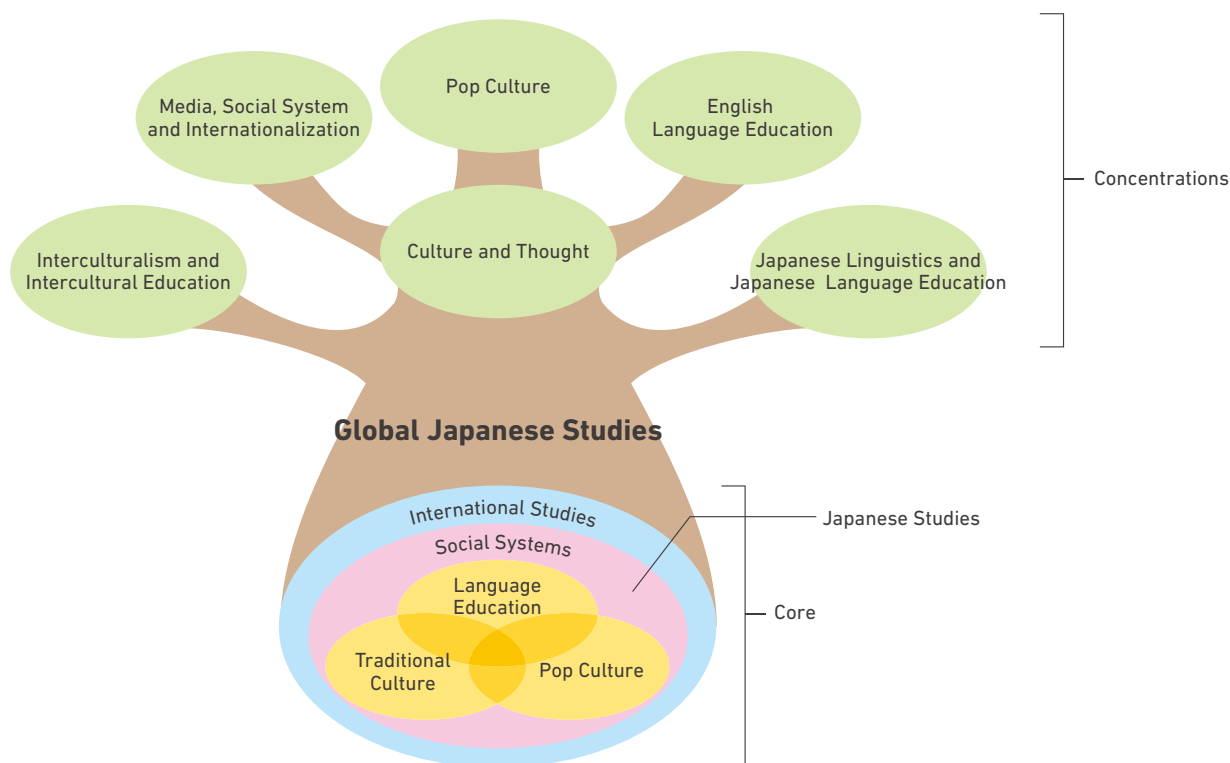 Pop Culture
Media, Social System
and Internationalization
English
Language Education
Concentrations
Culture and Thought
Interculturalism and
Intercultural Education
Japanese Linguistics and
Japanese Language Education
Global Japanese Studies
International Studies
Japanese Studies
Social Systems
Language
Education
Core
Traditional
Culture
Pop Culture